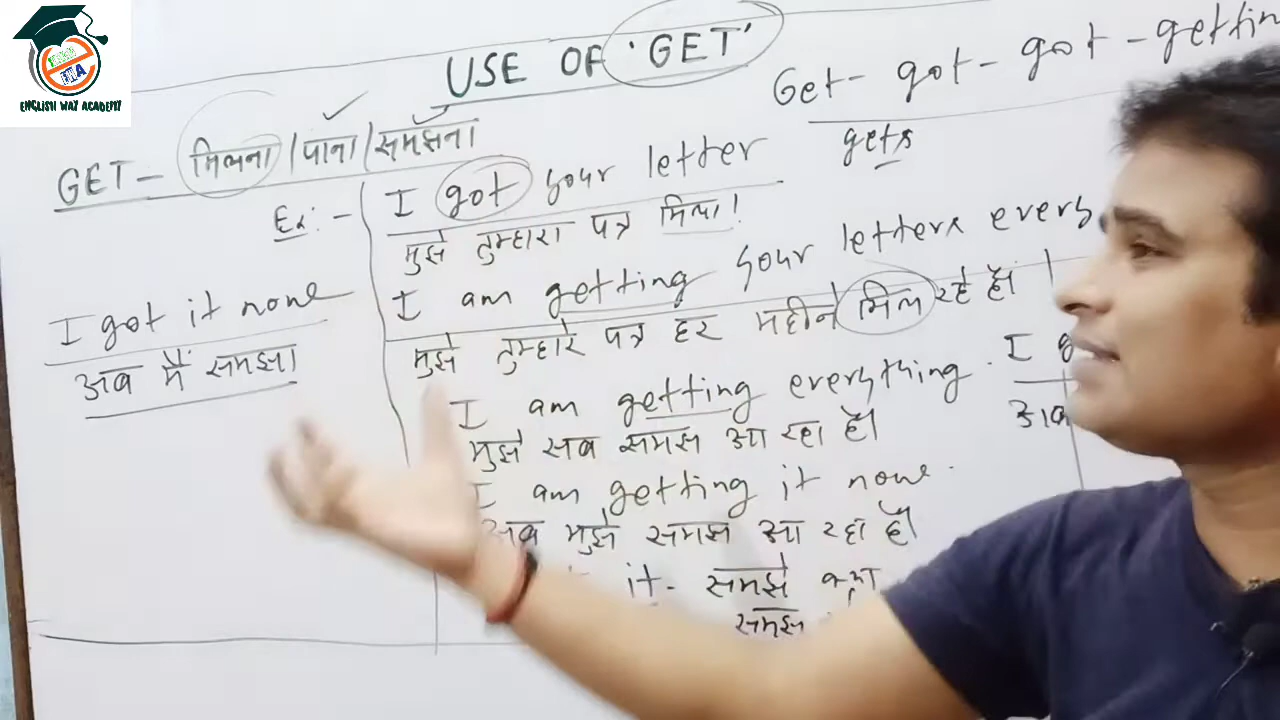 ENGLISH WAY ACADEMY
USE OF 'GET'
Get - got - got - gettin
gets
GET - मिलना / पाना / समझना
Ex: -
I got your letter
मुझे तुम्हारा पत्र मिला !
I am getting your letters every
मुझे तुम्हारे पत्र हर महीने मिल रहे हैं ।
I am getting everything .
मुझे सब समझ आ रहा है।
I am getting it now .
अब मुझे समझ आ रहा है।
it - समझे क्या
समझ
I got it now
अब मैं समझा
I g
अब